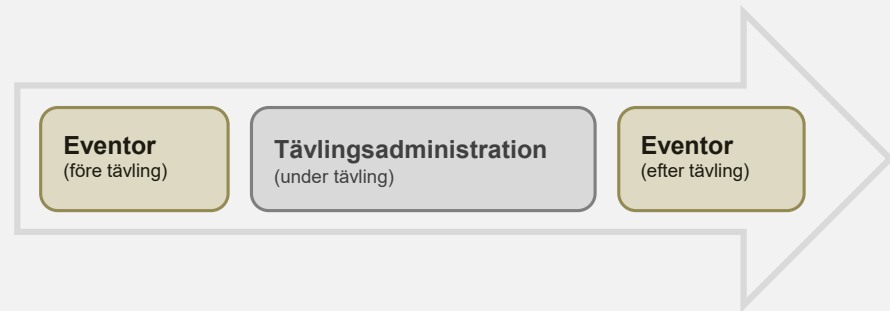 Eventor
(före tävling)
Tävlingsadministration
(under tävling)
Eventor
(efter tävling)